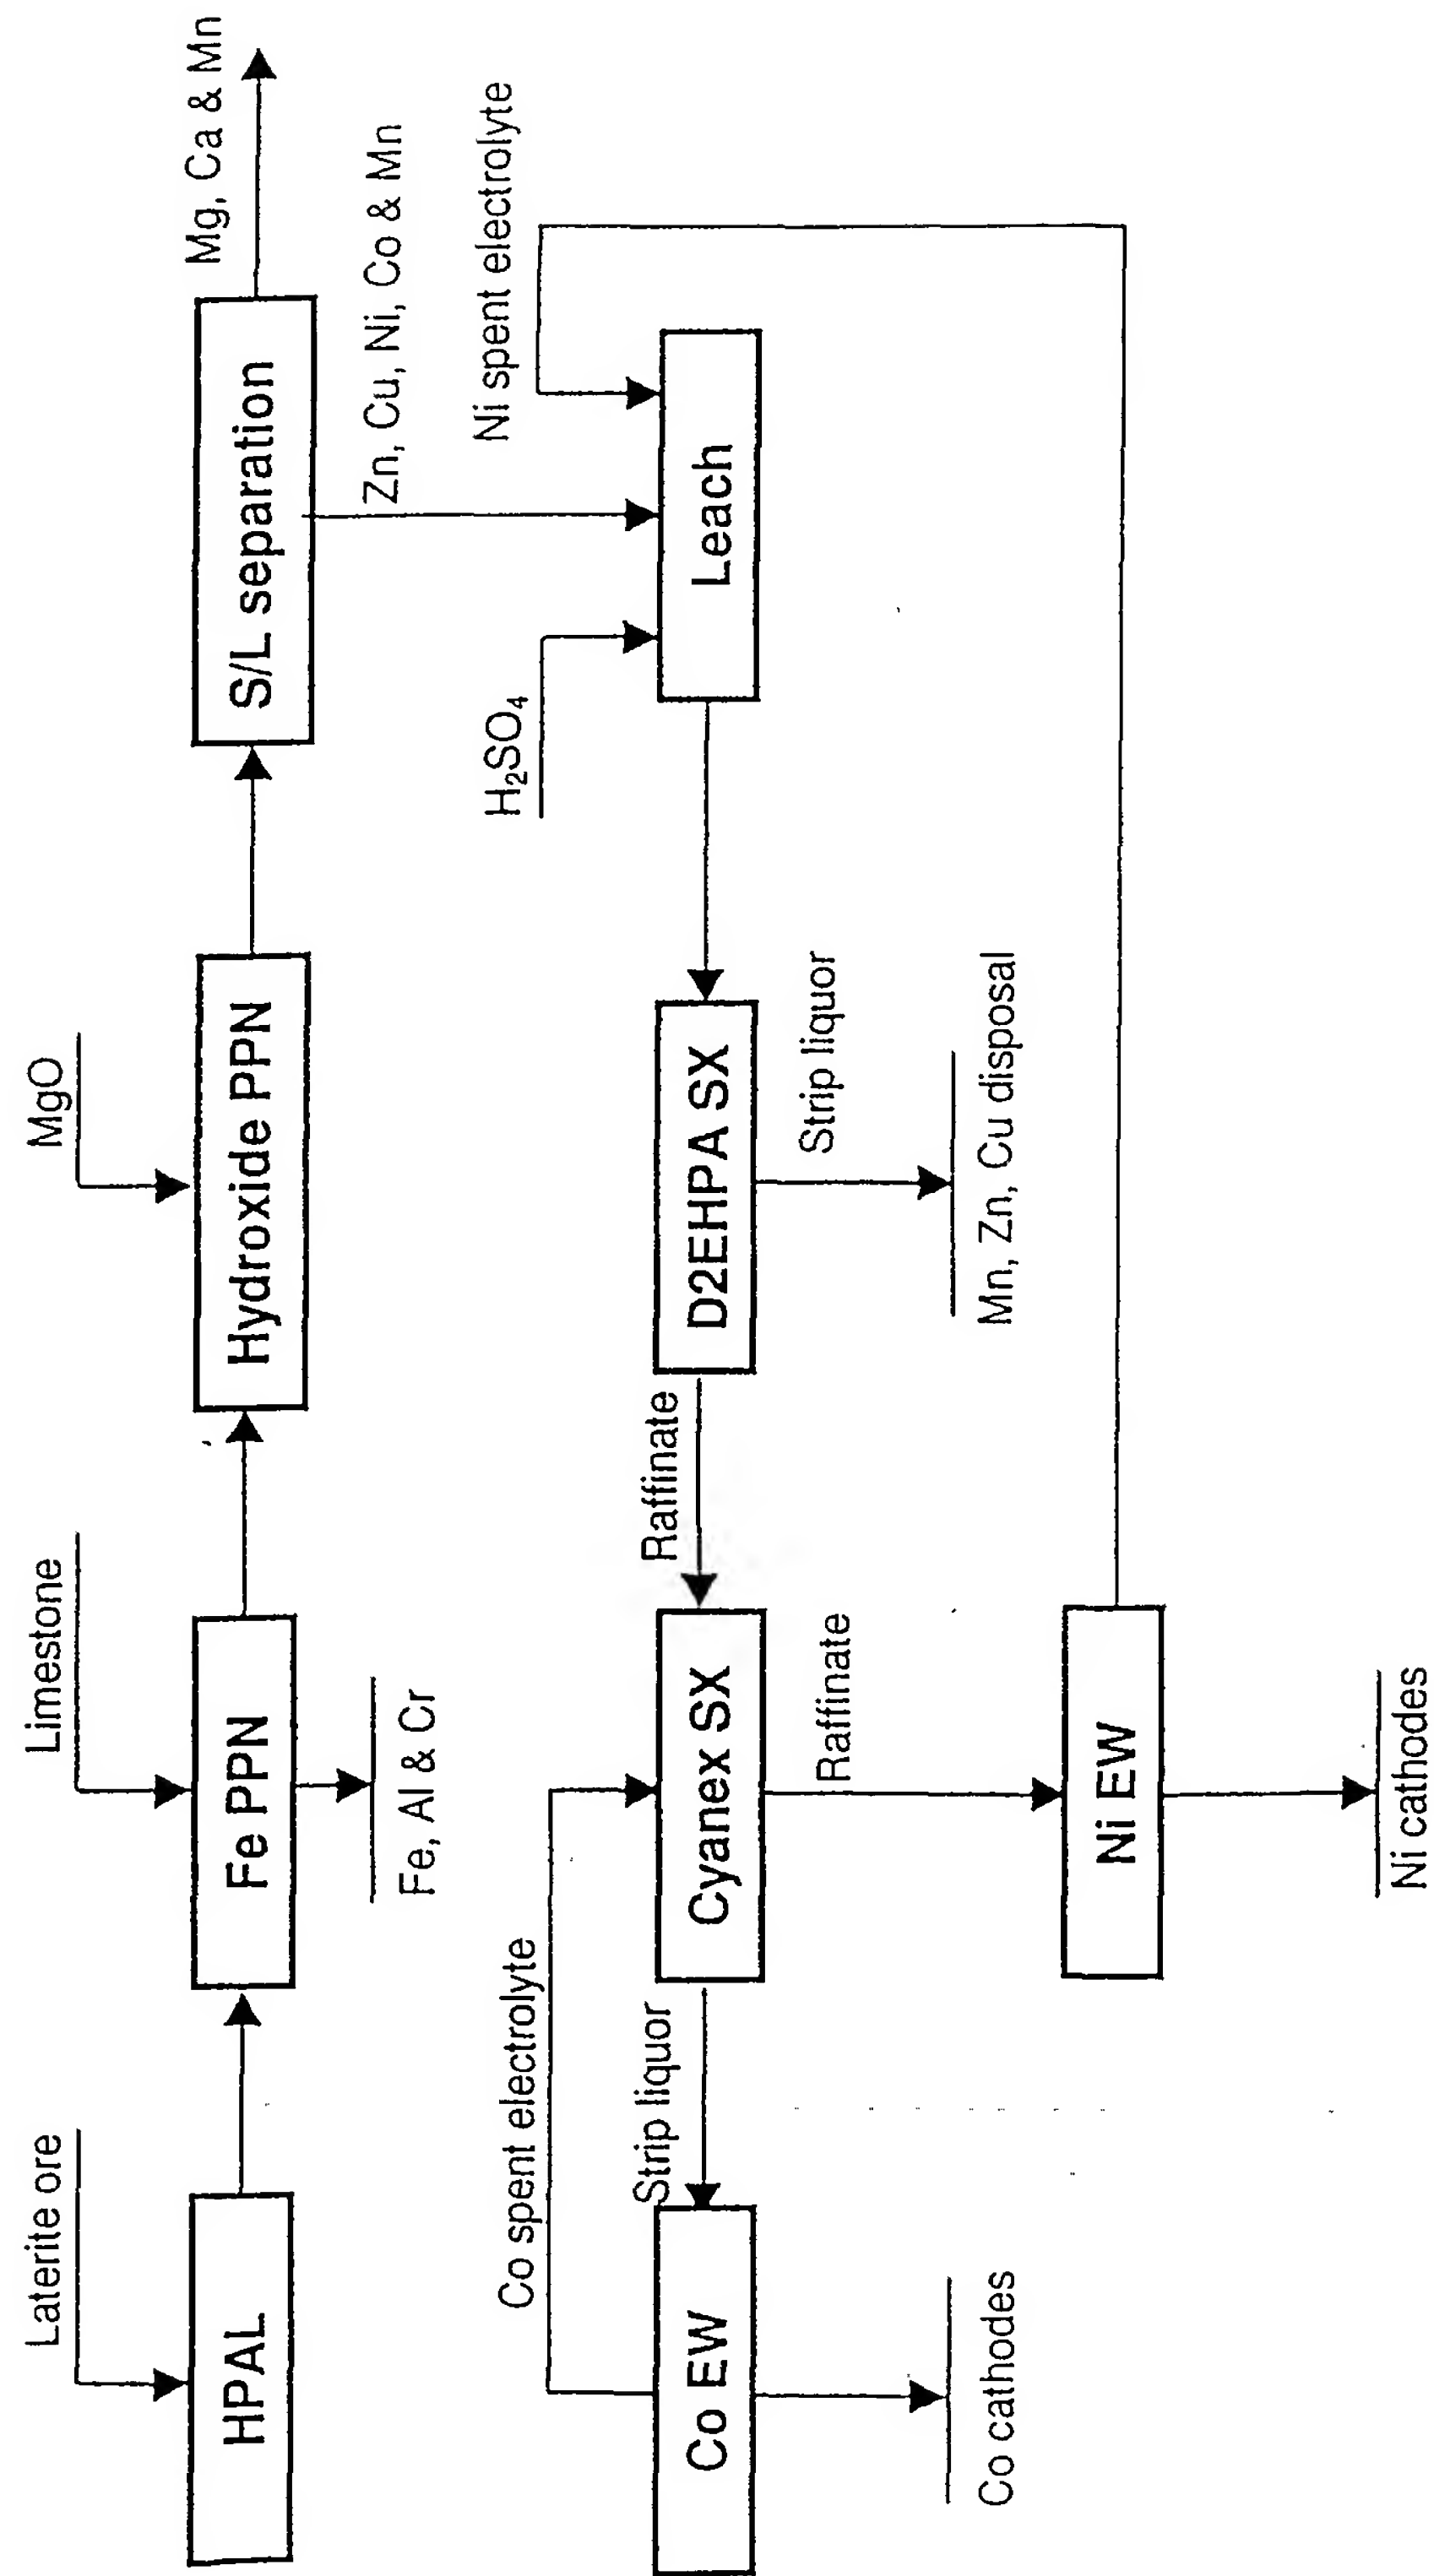 Laterite ore
Limestone
MgO
HPAL
Fe PPN
Hydroxide PPN
S/L separation
Mg, Ca & Mn
Fe, Al & Cr
Zn, Cu, Ni, Co & Mn
Co spent electrolyte
H₂SO₄
Ni spent electrolyte
Strip liquor
Raffinate
Co EW
Cyanex SX
D2EHPA SX
Leach
Raffinate
Strip liquor
Co cathodes
Mn, Zn, Cu disposal
Ni EW
Ni cathodes